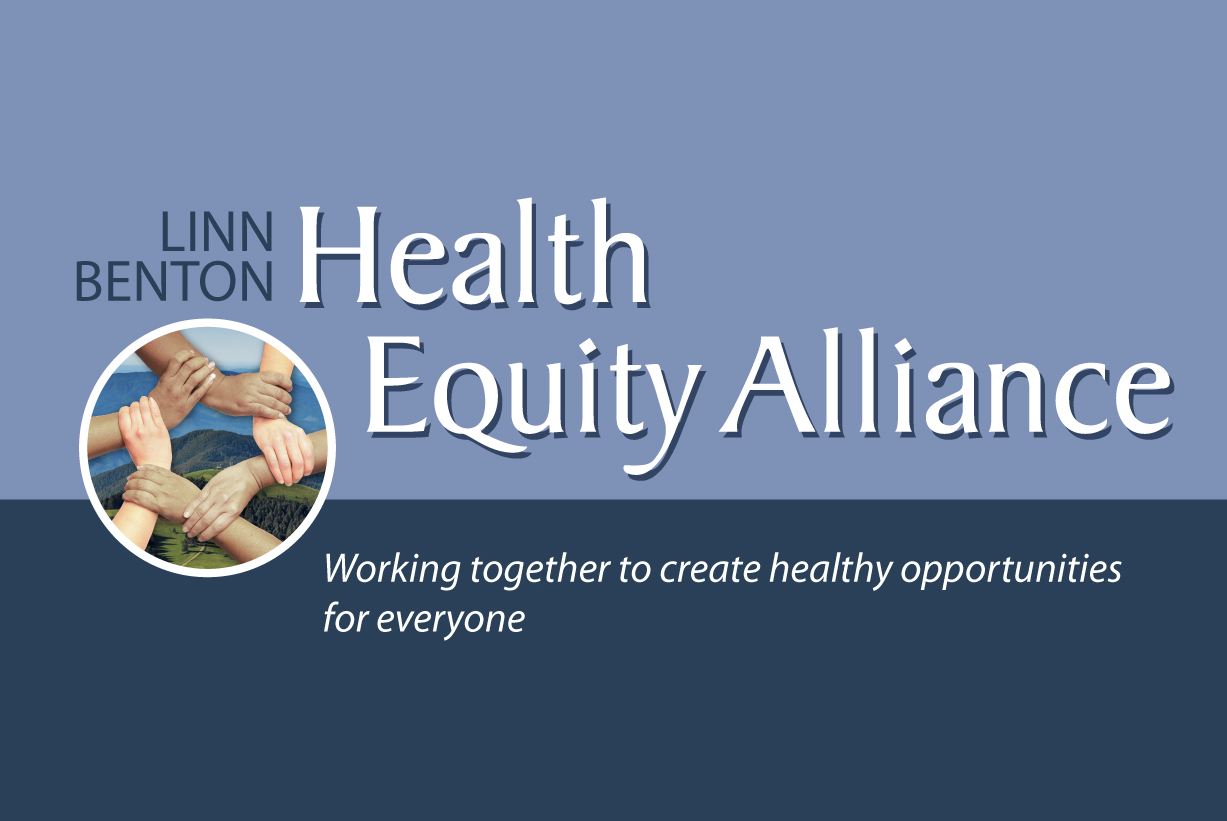 LINN
BENTON
Health
Equity Alliance
Working together to create healthy opportunities
for everyone